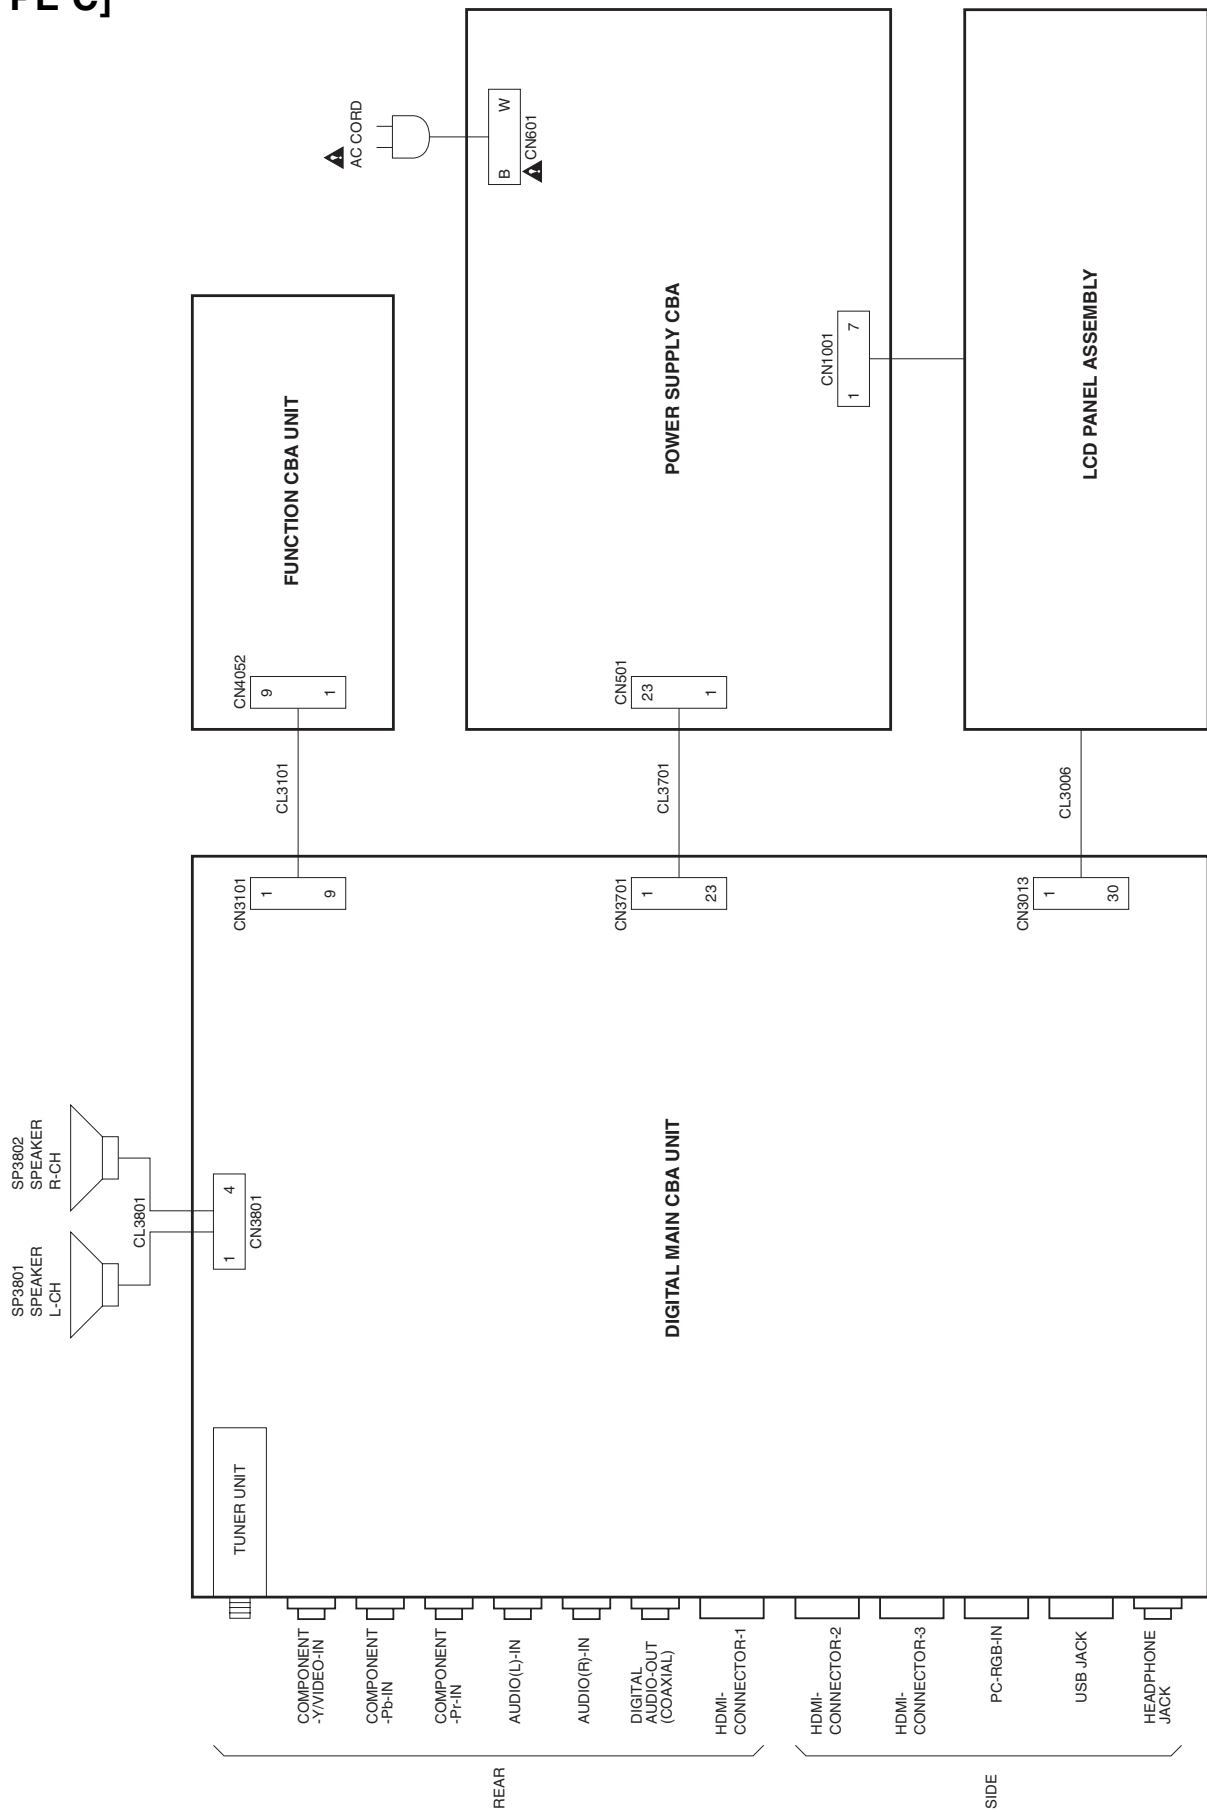 PE C]
SP3801
SPEAKER
L-CH
SP3802
SPEAKER
R-CH
CL3801
1 4
CN3801
AC CORD
B W
CN601
TUNER UNIT
DIGITAL MAIN CBA UNIT
CN3101
1
9
CL3101
CN4052
9
1
FUNCTION CBA UNIT
CN3701
1
23
CL3701
CN501
23
1
POWER SUPPLY CBA
CN1001
1 7
CN3013
1
30
CL3006
LCD PANEL ASSEMBLY
COMPONENT
-Y/VIDEO-IN
COMPONENT
-Pb-IN
COMPONENT
-Pr-IN
AUDIO(L)-IN
AUDIO(R)-IN
DIGITAL
AUDIO-OUT
(COAXIAL)
HDMI-
CONNECTOR-1
HDMI-
CONNECTOR-2
HDMI-
CONNECTOR-3
PC-RGB-IN
USB JACK
HEADPHONE
JACK
REAR
SIDE